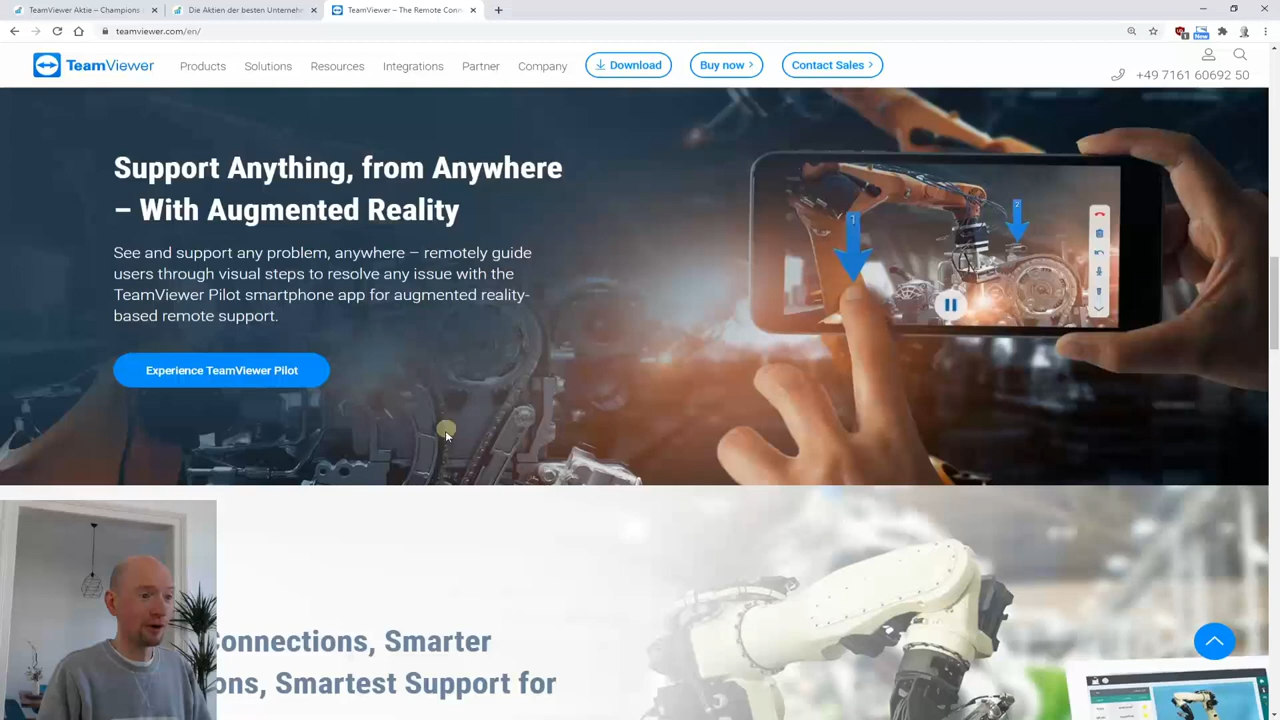 TeamViewer Aktie – Champions
Die Aktien der besten Unternehm
TeamViewer – The Remote Conn
teamviewer.com/en/
New
TeamViewer
Products
Solutions
Resources
Integrations
Partner
Company
Download
Buy now
Contact Sales
+49 7161 60692 50
Support Anything, from Anywhere
– With Augmented Reality
See and support any problem, anywhere – remotely guide
users through visual steps to resolve any issue with the
TeamViewer Pilot smartphone app for augmented reality-
based remote support.
Experience TeamViewer Pilot
1
2
onnections, Smarter
ons, Smartest Support for